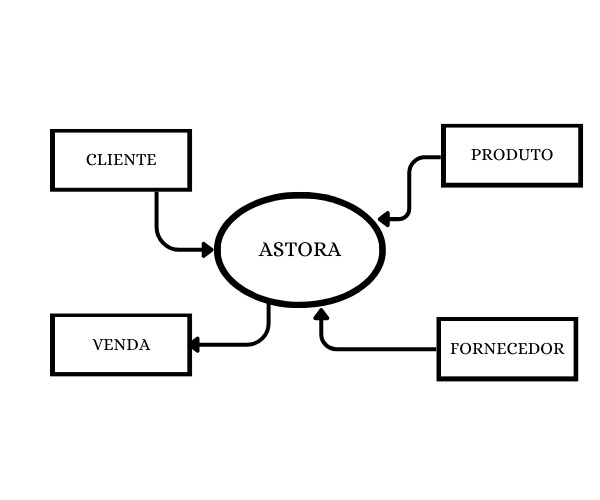 CLIENTE
PRODUTO
ASTORA
VENDA
FORNECEDOR